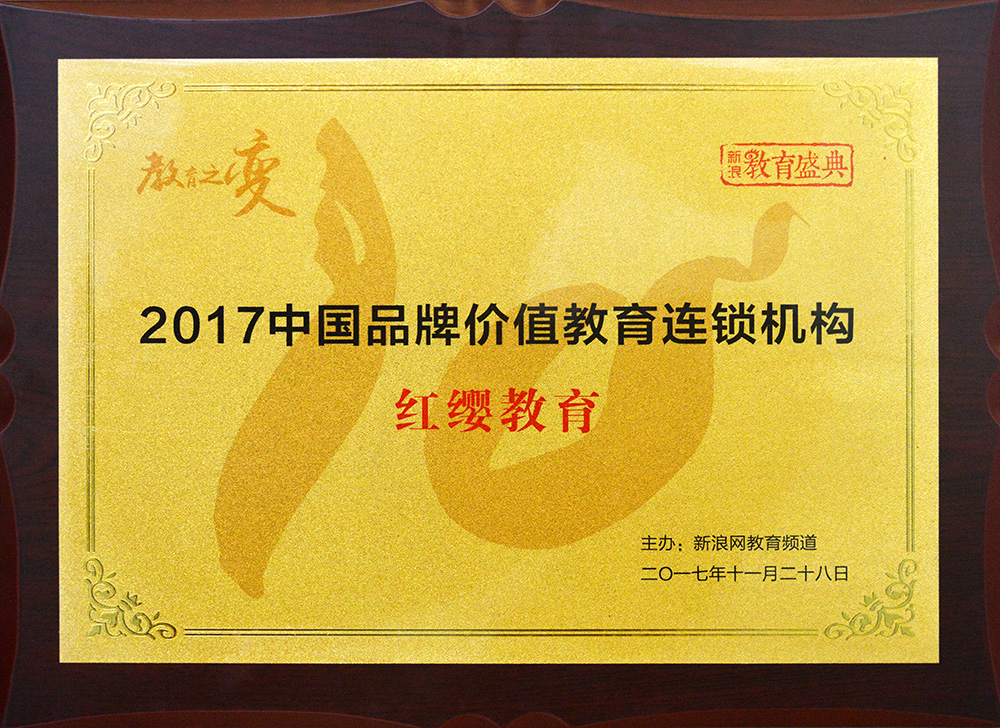 教育之变
新浪 教育盛典
2017中国品牌价值教育连锁机构
红缨教育
主办：新浪网教育频道
二〇一七年十一月二十八日